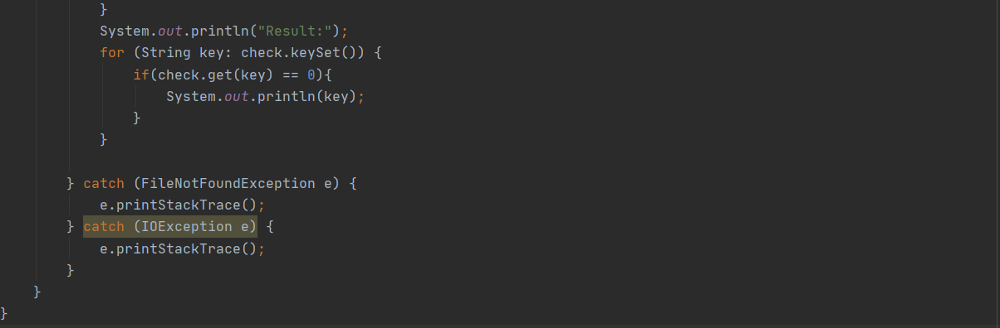 }
System.out.println("Result:");
for (String key: check.keySet()) {
if(check.get(key) == 0){
System.out.println(key);
}
}
} catch (FileNotFoundException e) {
e.printStackTrace();
} catch (IOException e) {
e.printStackTrace();
}
}
}